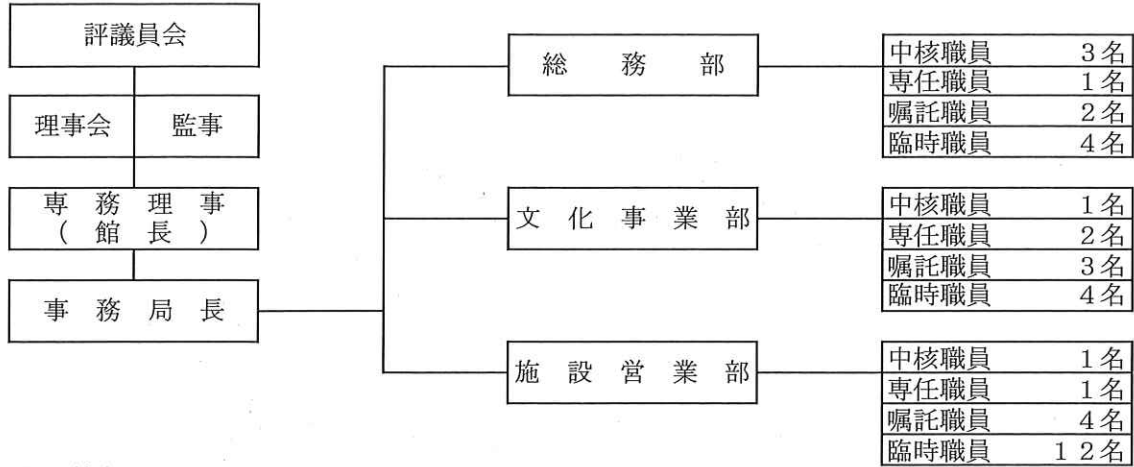 評議員会
理事会 監事
専務理事
(館長)
事務局長
総務部
中核職員 3名
専任職員 1名
嘱託職員 2名
臨時職員 4名
文化事業部
中核職員 1名
専任職員 2名
嘱託職員 3名
臨時職員 4名
施設営業部
中核職員 1名
専任職員 1名
嘱託職員 4名
臨時職員 12名